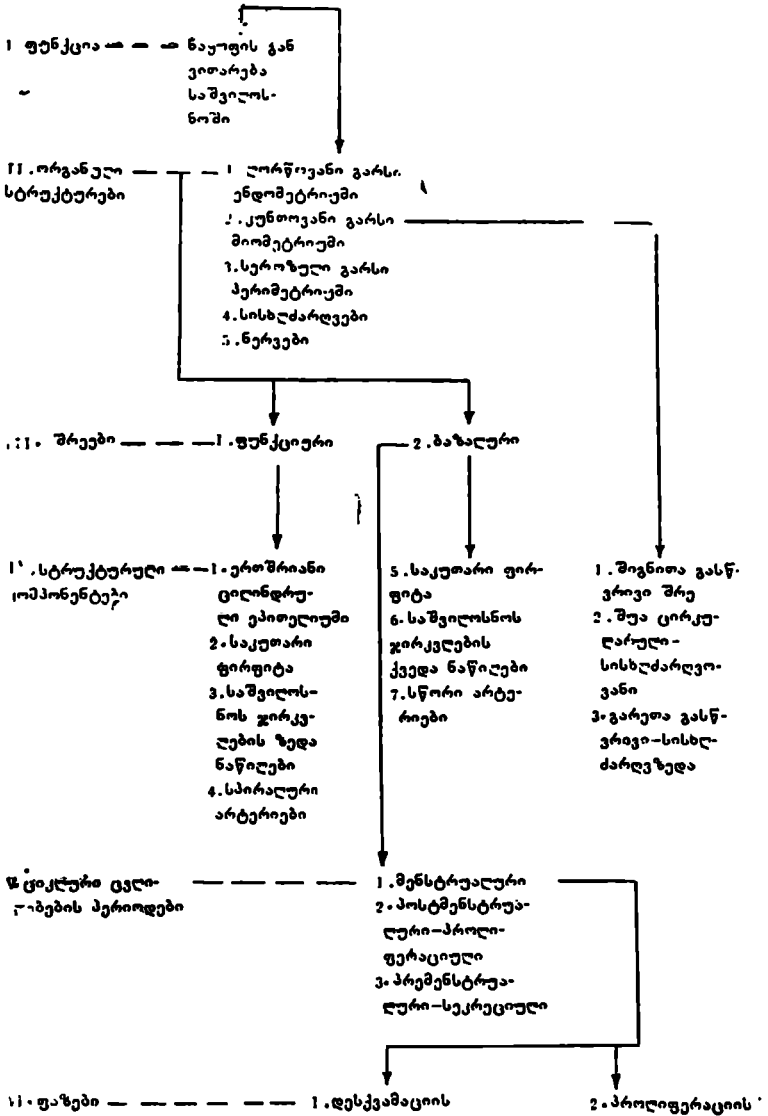 I ფუნქცია
ნაყოფის გან
ვითარება
საშვილოს-
ნოში
II.ორგანული
სტრუქტურები
1.ლორწოვანი გარსი
ენდომეტრიუმი
2.კუნთოვანი გარსი
მიომეტრიუმი
3.სეროზული გარსი
პერიმეტრიუმი
4.სისხლძარღვები
5.ნერვები
III. შრეები
I.ფუნქციური
2.ბაზალური
IV.სტრუქტურული
კომპონენტები
1.ერთშრიანი
ცილინდრუ-
ლი ეპითელიუმი
2.საკუთარი
ფირფიტა
3.საშვილოს-
ნოს ჯირკვ-
ლების ზედა
ნაწილები
4.სპირალური
არტერიები
5.საკუთარი ფირ-
ფიტა
6.საშვილოსნოს
ჯირკვლების
ქვედა ნაწილები
7.სწორი არტე-
რიები
1.შიგნითა გასწ-
ვრივი შრე
2.შუა ცირკუ-
ლარული-
სისხლძარღვო-
ვანი
3.გარეთა გასწ-
ვრივი-სისხლ-
ძარღვზედა
ციკლური ცვლი-
ლებების პერიოდები
1.მენსტრუალური
2.პოსტმენსტრუა-
ლური-პროლი-
ფერაციული
3.პრემენსტრუა-
ლური-სეკრეციული
VI.ფაზები
I.დესქვამაციის
2.პროლიფერაციის